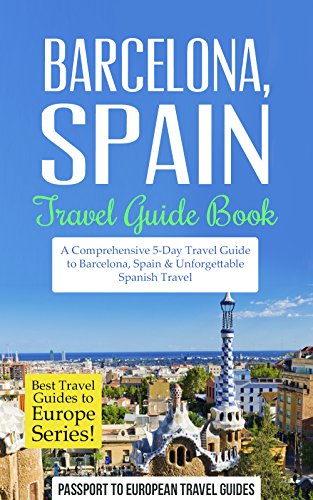 BARCELONA,
SPAIN
Travel Guide Book
A Comprehensive 5-Day Travel Guide
to Barcelona, Spain & Unforgettable
Spanish Travel
Best Travel
Guides to
Europe
Series!
PASSPORT TO EUROPEAN TRAVEL GUIDES